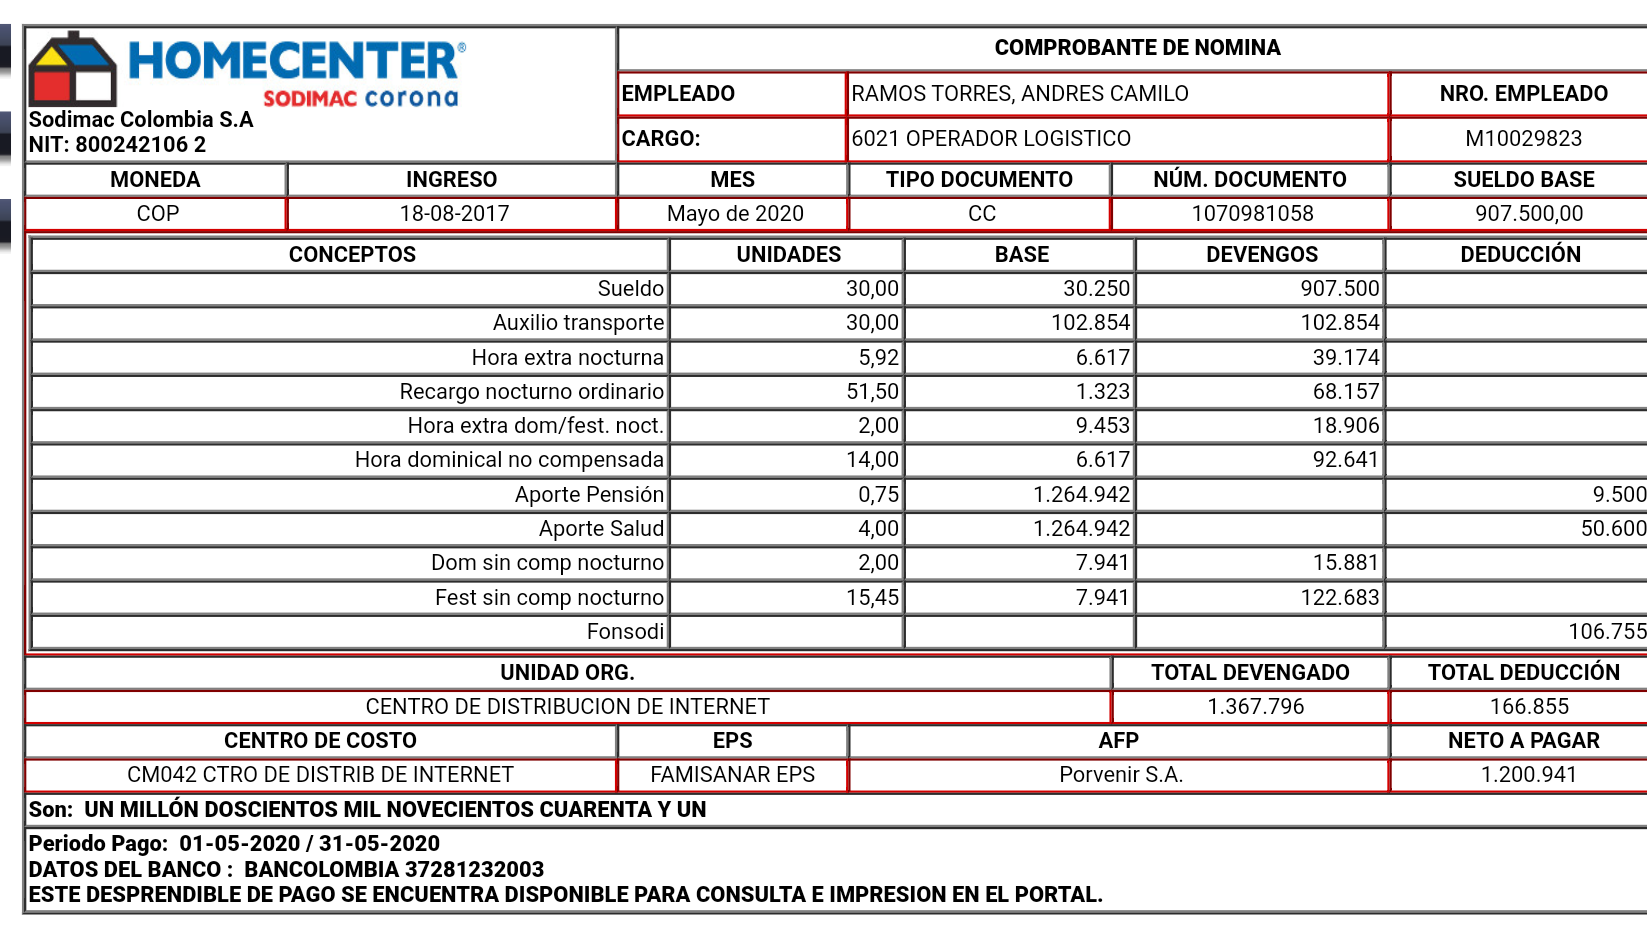 HOMECENTER®
SODIMAC corona
Sodimac Colombia S.A
NIT: 800242106 2
COMPROBANTE DE NOMINA
EMPLEADO RAMOS TORRES, ANDRES CAMILO NRO. EMPLEADO
CARGO: 6021 OPERADOR LOGISTICO M10029823
MONEDA INGRESO MES TIPO DOCUMENTO NÚM. DOCUMENTO SUELDO BASE
COP 18-08-2017 Mayo de 2020 CC 1070981058 907.500,00
CONCEPTOS UNIDADES BASE DEVENGOS DEDUCCIÓN
Sueldo 30,00 30.250 907.500
Auxilio transporte 30,00 102.854 102.854
Hora extra nocturna 5,92 6.617 39.174
Recargo nocturno ordinario 51,50 1.323 68.157
Hora extra dom/fest. noct. 2,00 9.453 18.906
Hora dominical no compensada 14,00 6.617 92.641
Aporte Pensión 0,75 1.264.942 9.500
Aporte Salud 4,00 1.264.942 50.600
Dom sin comp nocturno 2,00 7.941 15.881
Fest sin comp nocturno 15,45 7.941 122.683
Fonsodi 106.755
UNIDAD ORG. TOTAL DEVENGADO TOTAL DEDUCCIÓN
CENTRO DE DISTRIBUCION DE INTERNET 1.367.796 166.855
CENTRO DE COSTO EPS AFP NETO A PAGAR
CM042 CTRO DE DISTRIB DE INTERNET FAMISANAR EPS Porvenir S.A. 1.200.941
Son: UN MILLÓN DOSCIENTOS MIL NOVECIENTOS CUARENTA Y UN
Periodo Pago: 01-05-2020 / 31-05-2020
DATOS DEL BANCO : BANCOLOMBIA 37281232003
ESTE DESPRENDIBLE DE PAGO SE ENCUENTRA DISPONIBLE PARA CONSULTA E IMPRESION EN EL PORTAL.